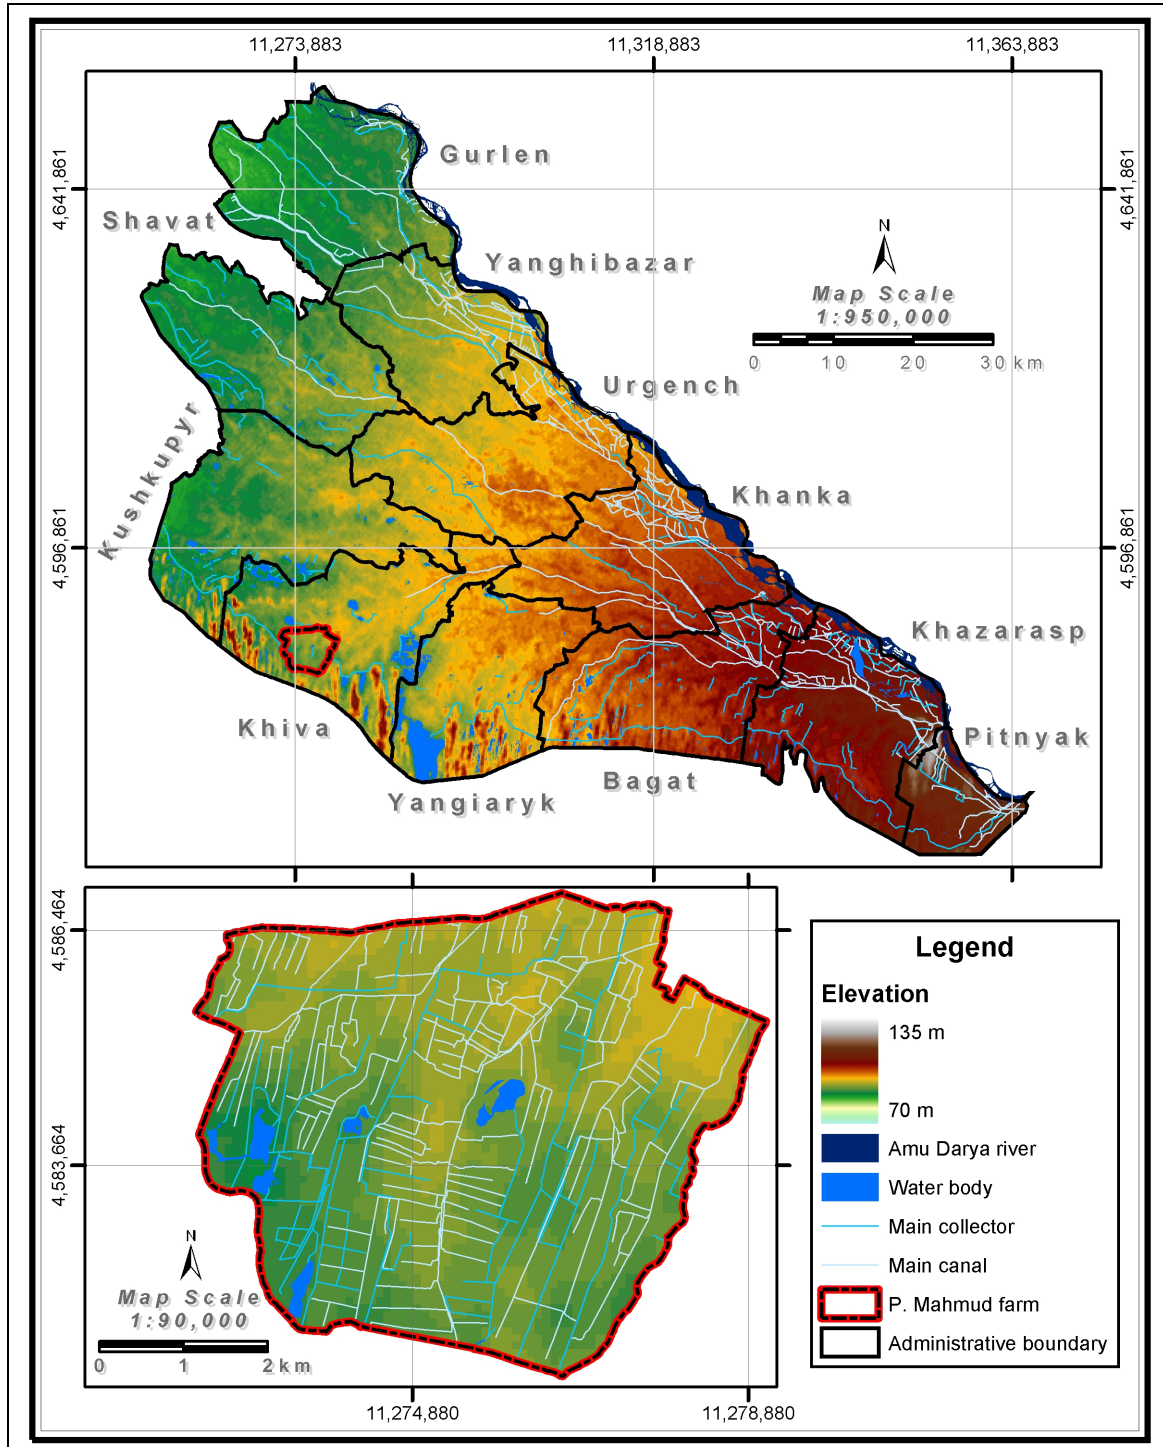 11,273,883
11,318,883
11,363,883
4,641,861
4,641,861
Gurlen
Shavat
Yanghibazar
N
Map Scale
1:950,000
0 10 20 30 km
Urgench
Kushkupyr
Khanka
4,596,861
4,596,861
Khazarasp
Khiva
Pitnyak
Bagat
Yangiaryk
4,586,464
4,583,664
N
Map Scale
1:90,000
0 1 2 km
11,274,880
11,278,880
Legend
Elevation
135 m
70 m
Amu Darya river
Water body
Main collector
Main canal
P. Mahmud farm
Administrative boundary